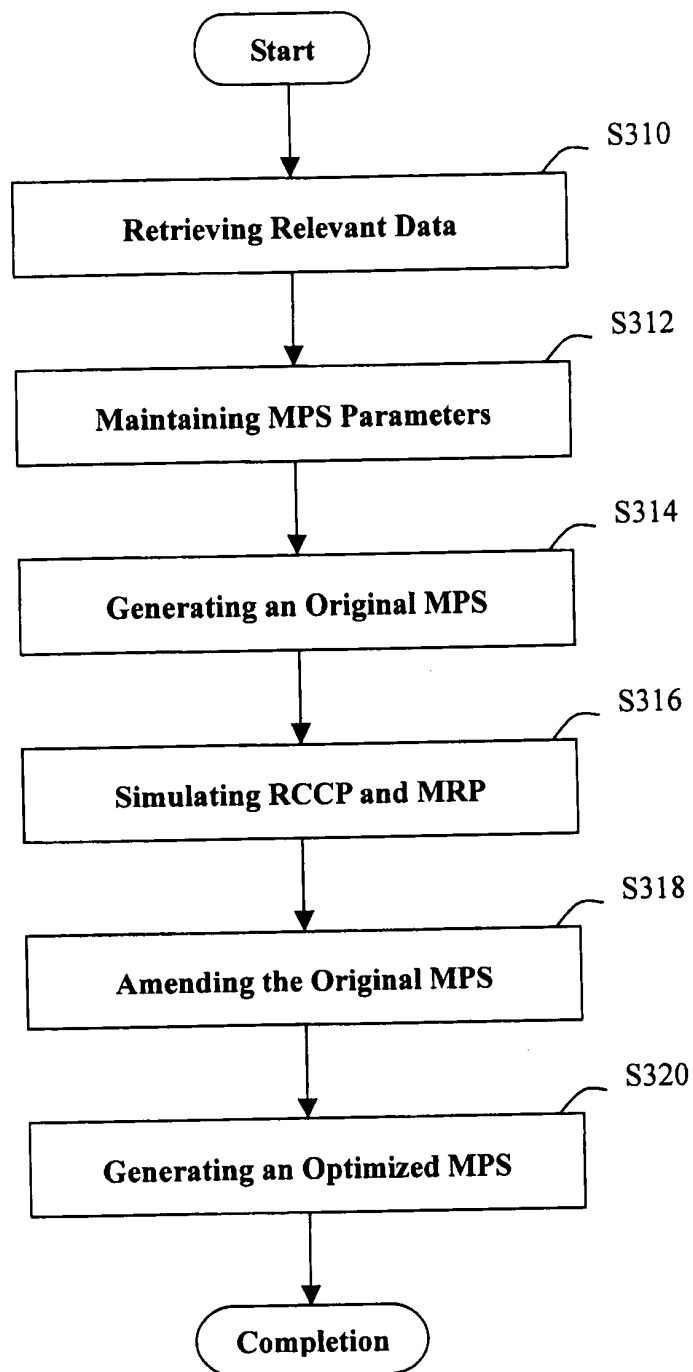 Start
S310
Retrieving Relevant Data
S312
Maintaining MPS Parameters
S314
Generating an Original MPS
S316
Simulating RCCP and MRP
S318
Amending the Original MPS
S320
Generating an Optimized MPS
Completion